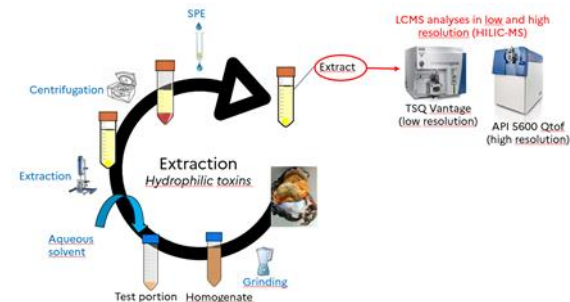 SPE
LCMS analyses in low and high
resolution (HILIC-MS)
Extract
Centrifugation
TSQ Vantage
(low resolution)
API 5600 Qtof
(high resolution)
Extraction
Hydrophilic toxins
Extraction
Aqueous
solvent
Grinding
Test portion
Homogenate